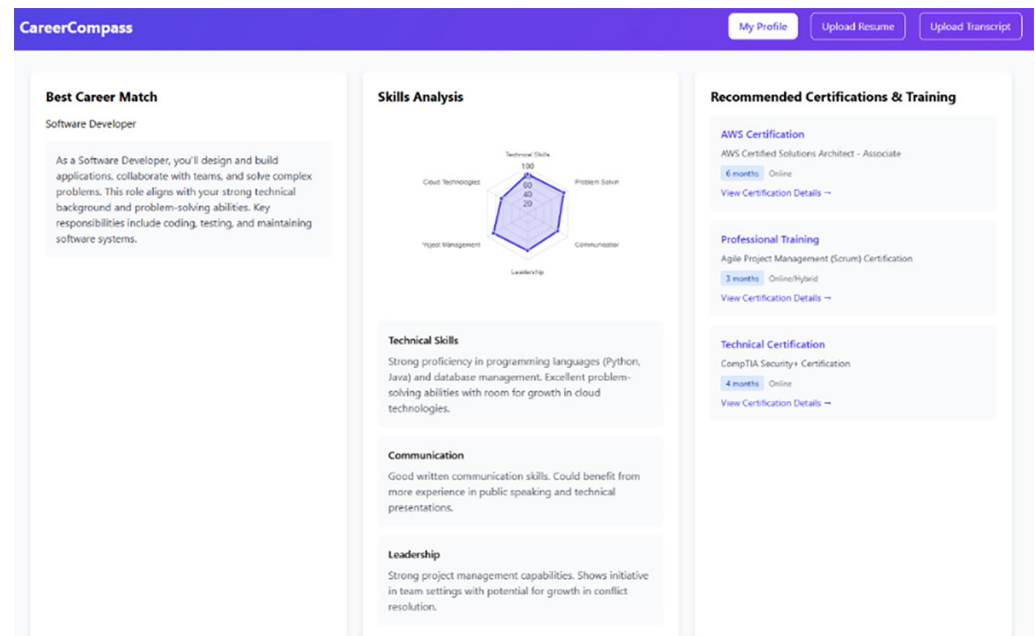 CareerCompass
My Profile
Upload Resume
Upload Transcript
Best Career Match
Software Developer
As a Software Developer, you'll design and build
applications, collaborate with teams, and solve complex
problems. This role aligns with your strong technical
background and problem-solving abilities. Key
responsibilities include coding, testing, and maintaining
software systems.
Skills Analysis
Technical Skills
100
80
60
40
20
Cloud Technologies
Problem Solvin
Project Management
Communication
Leadership
Technical Skills
Strong proficiency in programming languages (Python,
Java) and database management. Excellent problem-
solving abilities with room for growth in cloud
technologies.
Communication
Good written communication skills. Could benefit from
more experience in public speaking and technical
presentations.
Leadership
Strong project management capabilities. Shows initiative
in team settings with potential for growth in conflict
resolution.
Recommended Certifications & Training
AWS Certification
AWS Certified Solutions Architect - Associate
6 months Online
View Certification Details →
Professional Training
Agile Project Management (Scrum) Certification
3 months Online/Hybrid
View Certification Details →
Technical Certification
CompTIA Security+ Certification
4 months Online
View Certification Details →